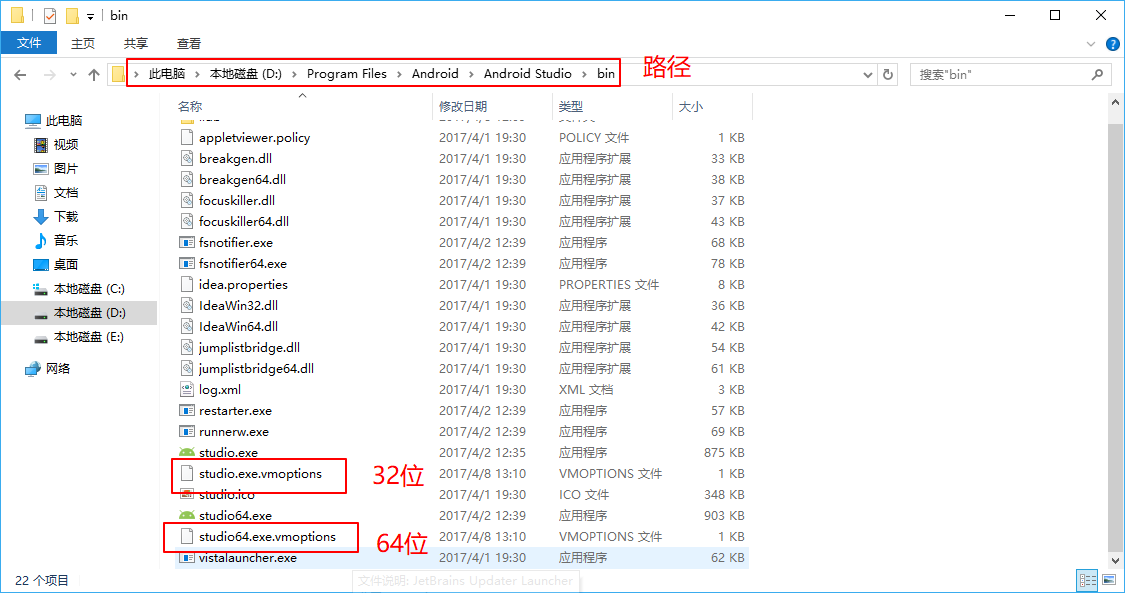 bin
文件 主页 共享 查看
此电脑 › 本地磁盘 (D:) › Program Files › Android › Android Studio › bin
路径
搜索"bin"
名称 修改日期 类型 大小
appletviewer.policy 2017/4/1 19:30 POLICY 文件 1 KB
breakgen.dll 2017/4/1 19:30 应用程序扩展 33 KB
breakgen64.dll 2017/4/1 19:30 应用程序扩展 38 KB
focuskiller.dll 2017/4/1 19:30 应用程序扩展 37 KB
focuskiller64.dll 2017/4/1 19:30 应用程序扩展 43 KB
fsnotifier.exe 2017/4/2 12:39 应用程序 68 KB
fsnotifier64.exe 2017/4/2 12:39 应用程序 78 KB
idea.properties 2017/4/1 19:30 PROPERTIES 文件 8 KB
IdeaWin32.dll 2017/4/1 19:30 应用程序扩展 36 KB
IdeaWin64.dll 2017/4/1 19:30 应用程序扩展 42 KB
jumplistbridge.dll 2017/4/1 19:30 应用程序扩展 54 KB
jumplistbridge64.dll 2017/4/1 19:30 应用程序扩展 61 KB
log.xml 2017/4/1 19:30 XML 文档 3 KB
restarter.exe 2017/4/2 12:39 应用程序 57 KB
runnerw.exe 2017/4/2 12:39 应用程序 69 KB
studio.exe 2017/4/2 12:35 应用程序 875 KB
studio.exe.vmoptions 2017/4/8 13:10 VMOPTIONS 文件 1 KB
32位
studio.ico 2017/4/1 19:30 ICO 文件 348 KB
studio64.exe 2017/4/2 12:39 应用程序 903 KB
studio64.exe.vmoptions 2017/4/8 13:10 VMOPTIONS 文件 1 KB
64位
vistalauncher.exe 2017/4/1 19:30 应用程序 62 KB
此电脑
视频
图片
文档
下载
音乐
桌面
本地磁盘 (C:)
本地磁盘 (D:)
本地磁盘 (E:)
网络
22 个项目
文件说明: JetBrains Updater Launcher